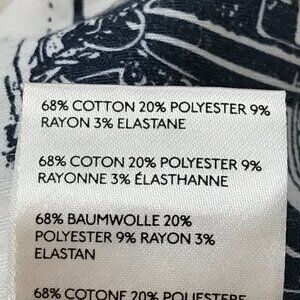 68% COTTON 20% POLYESTER 9%
RAYON 3% ELASTANE
68% COTON 20% POLYESTER 9%
RAYONNE 3% ÉLASTHANNE
68% BAUMWOLLE 20%
POLYESTER 9% RAYON 3%
ELASTAN
68% COTONE 20% POLIESTERE